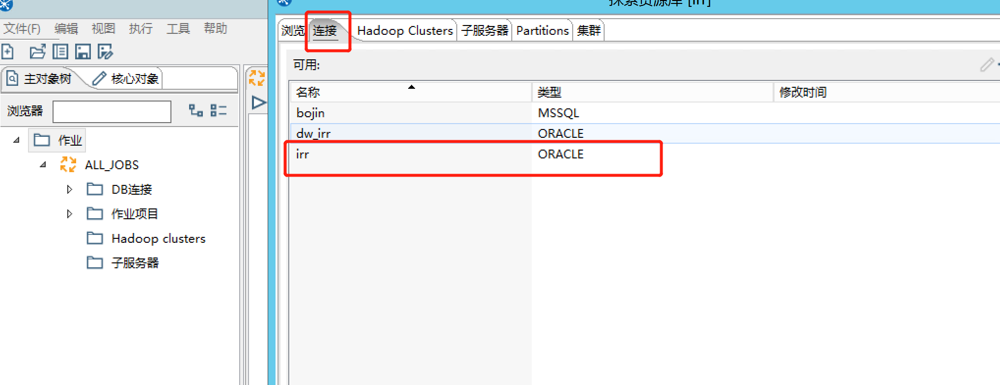 探索资源库 [irr]
文件(F) 编辑 视图 执行 工具 帮助
浏览 连接 Hadoop Clusters 子服务器 Partitions 集群
可用:
主对象树 核心对象
名称 类型 修改时间
浏览器
bojin MSSQL
dw_irr ORACLE
irr ORACLE
作业
ALL_JOBS
DB连接
作业项目
Hadoop clusters
子服务器